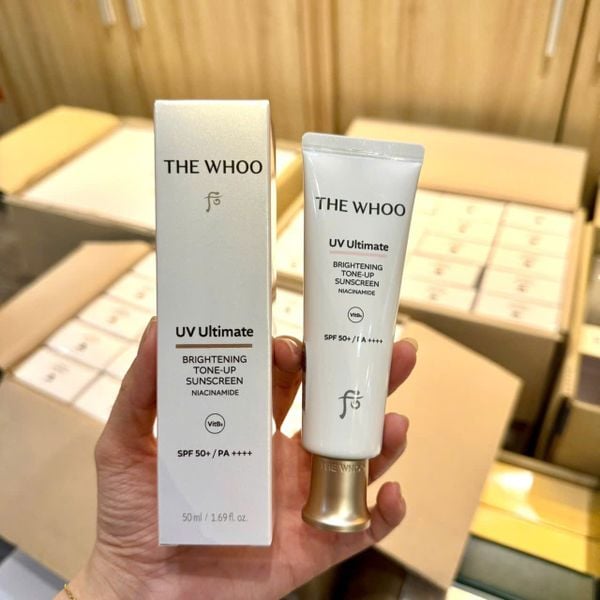 THE WHOO
UV Ultimate
BRIGHTENING
TONE-UP
SUNSCREEN
NIACINAMIDE
VitB₃
SPF 50+ / PA ++++
50 ml / 1.69 fl. oz.
THE WHOO
UV Ultimate
BRIGHTENING
TONE-UP
SUNSCREEN
NIACINAMIDE
VitB₃
SPF 50+ / PA ++++
THE WHOO